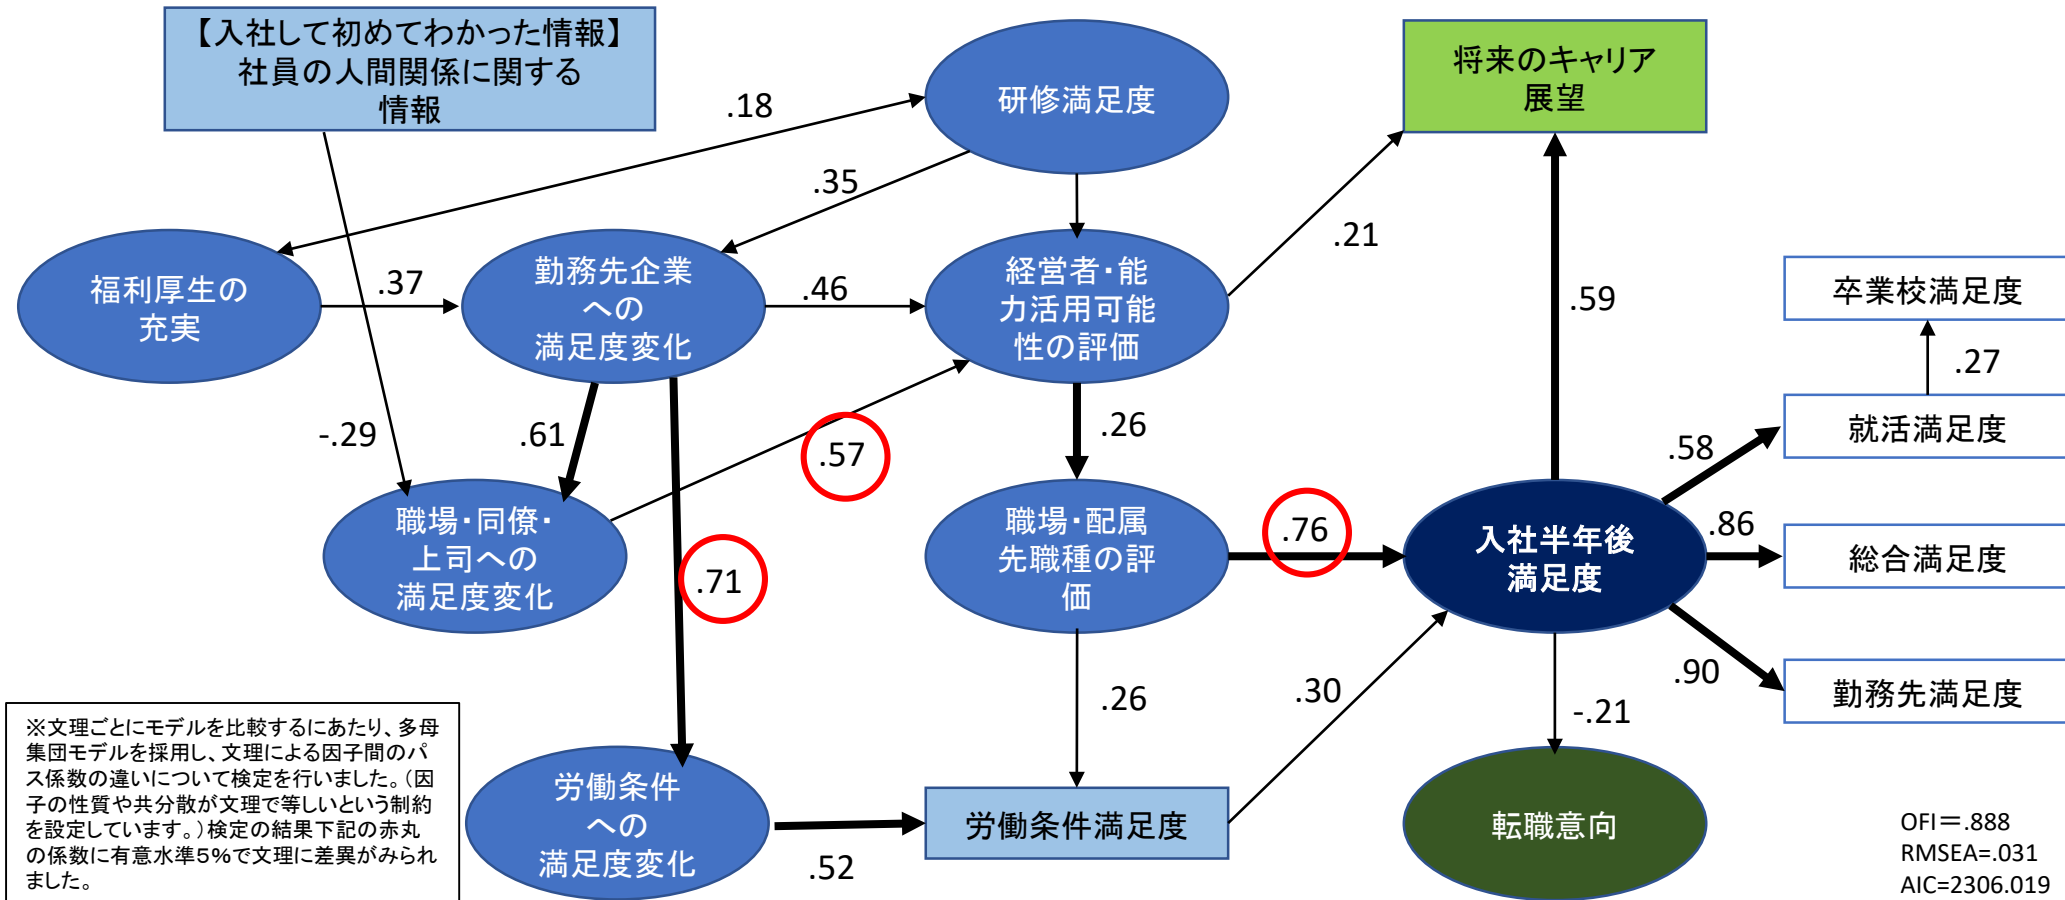 【入社して初めてわかった情報】
社員の人間関係に関する
情報
研修満足度
将来のキャリア
展望
.18
.35
.21
福利厚生の
充実
.37
勤務先企業
への
満足度変化
.46
経営者・能
力活用可能
性の評価
.59
卒業校満足度
.27
就活満足度
-.29
.61
.57
.26
.58
職場・同僚・
上司への
満足度変化
.71
職場・配属
先職種の評
価
.76
入社半年後
満足度
.86
総合満足度
.90
勤務先満足度
.26
.30
-.21
※文理ごとにモデルを比較するにあたり、多母
集団モデルを採用し、文理による因子間のパ
ス係数の違いについて検定を行いました。（因
子の性質や共分散が文理で等しいという制約
を設定しています。）検定の結果下記の赤丸
の係数に有意水準5%で文理に差異がみられ
ました。
労働条件
への
満足度変化
.52
労働条件満足度
転職意向
OFI＝.888
RMSEA=.031
AIC=2306.019